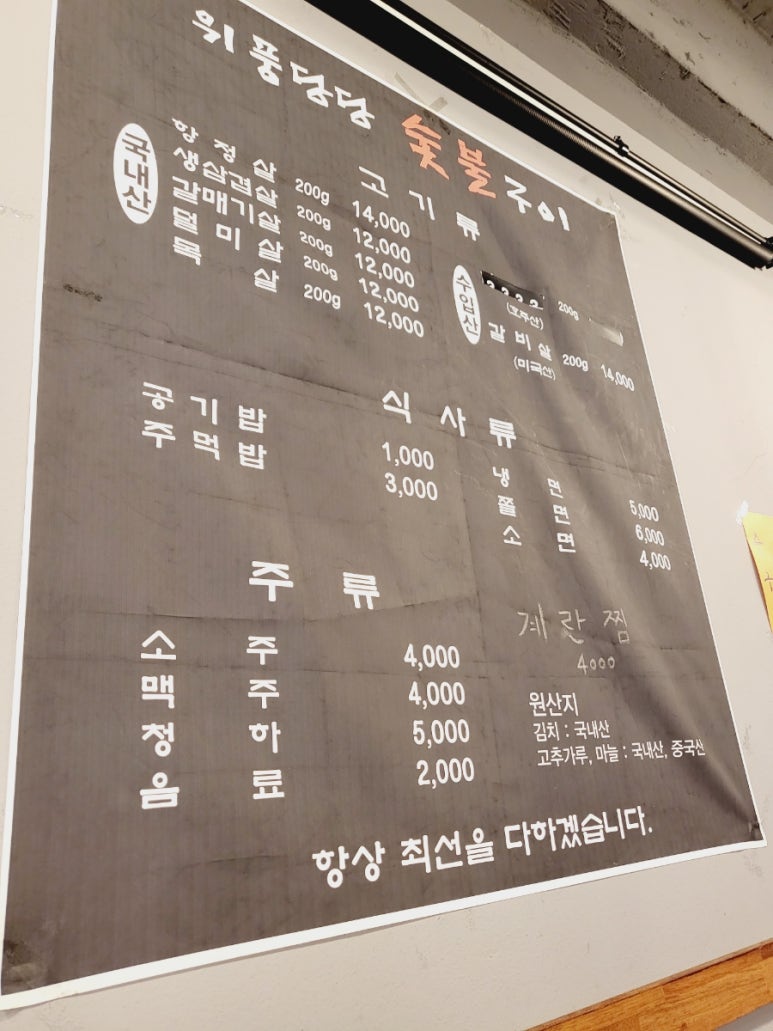 위풍당당 숯불구이
고기류
국내산
항정살 200g 14,000
생삼겹살 200g 12,000
갈매기살 200g 12,000
덜미살 200g 12,000
목살 200g 12,000
수입산
200g
(호주산)
갈비살 200g 14,000
(미국산)
식사류
공기밥 1,000
주먹밥 3,000
냉면 5,000
쫄면 6,000
소면 4,000
계란찜
4000
주류
소주 4,000
맥주 4,000
청하 5,000
음료 2,000
원산지
김치 : 국내산
고추가루, 마늘 : 국내산, 중국산
항상 최선을 다하겠습니다.